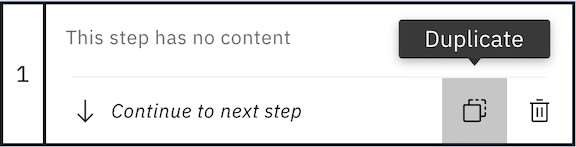 This step has no content
Duplicate
1
Continue to next step